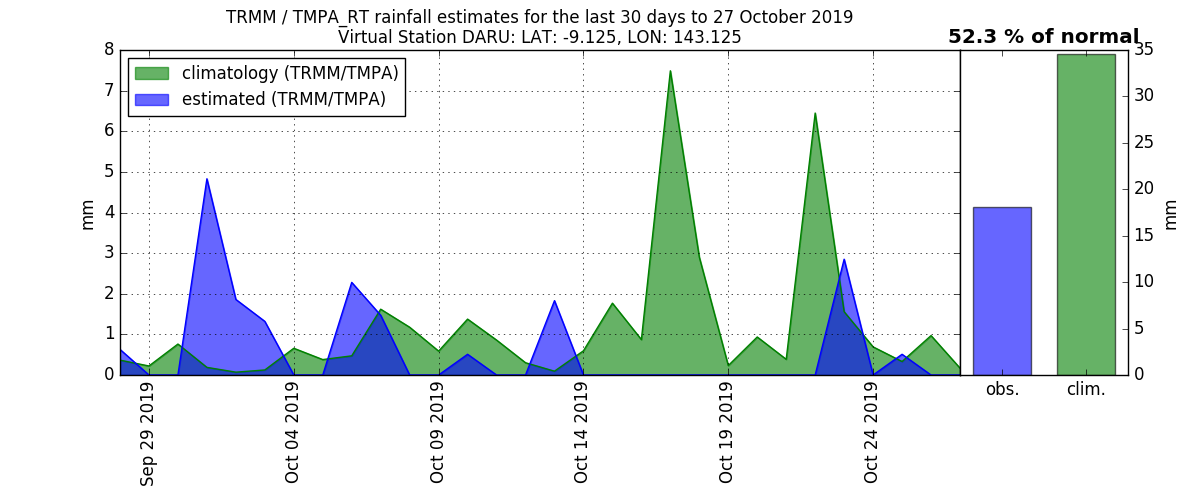 TRMM / TMPA_RT rainfall estimates for the last 30 days to 27 October 2019
Virtual Station DARU: LAT: -9.125, LON: 143.125
52.3 % of normal
climatology (TRMM/TMPA)
estimated (TRMM/TMPA)
mm
8
7
6
5
4
3
2
1
0
Sep 29 2019
Oct 04 2019
Oct 09 2019
Oct 14 2019
Oct 19 2019
Oct 24 2019
obs.
clim.
35
30
25
20
15
10
5
0
mm